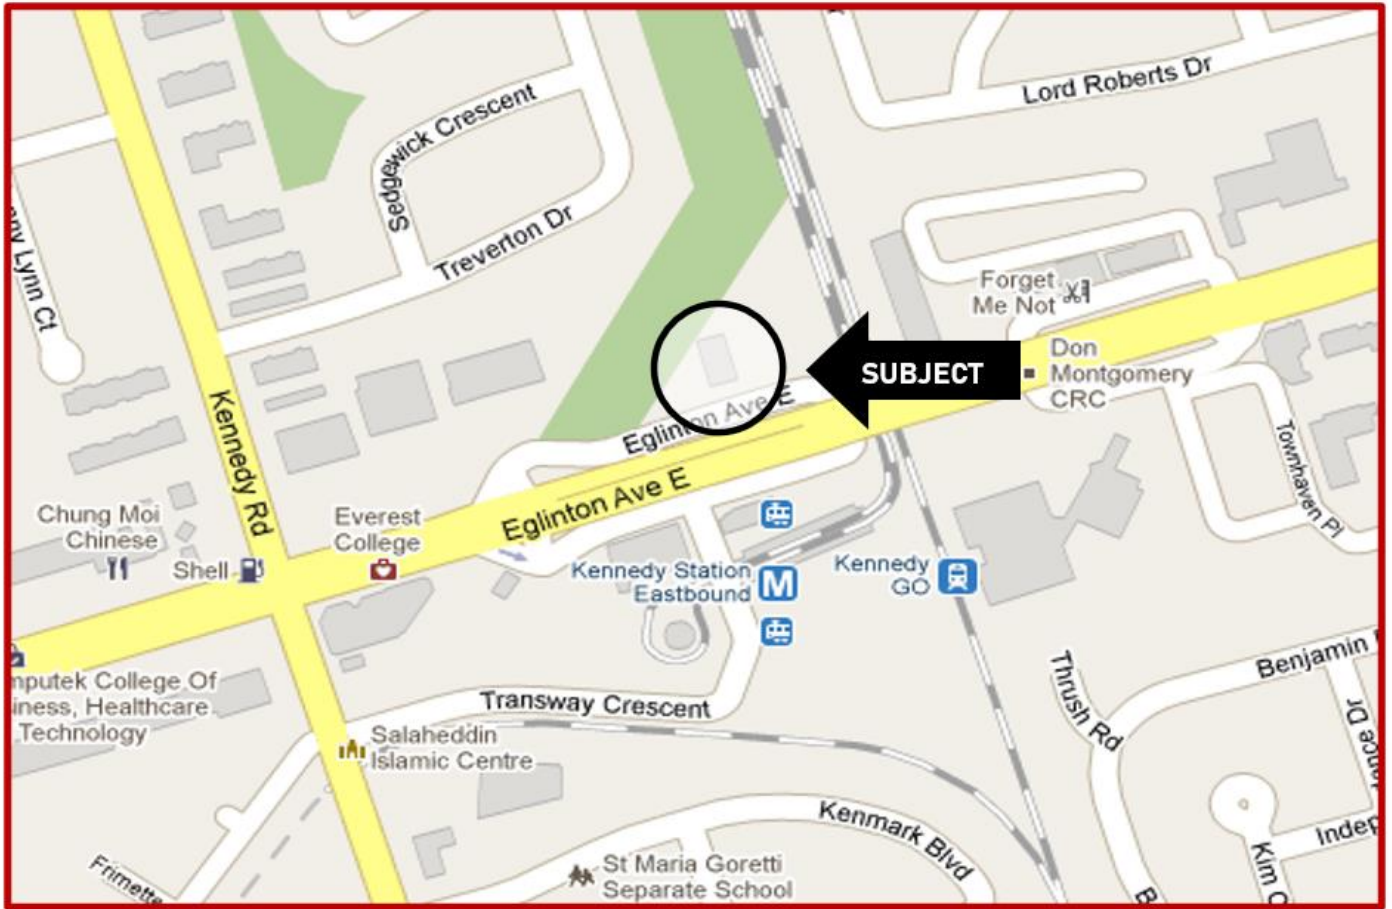 Lord Roberts Dr
Sedgewick Crescent
Treverton Dr
ny Lynn Ct
Forget
Me Not
SUBJECT
Don
Montgomery
CRC
Kennedy Rd
Eglinton Ave E
Eglinton Ave E
Townhaven Pl
Chung Moi
Chinese
Shell
Everest
College
Kennedy Station
Eastbound
M
Kennedy
GO
mputek College Of
iness, Healthcare
Technology
Transway Crescent
Salaheddin
Islamic Centre
Thrush Rd
Benjamin
ence Dr
Kenmark Blvd
St Maria Goretti
Separate School
Frimette
Kim C
Indep
B